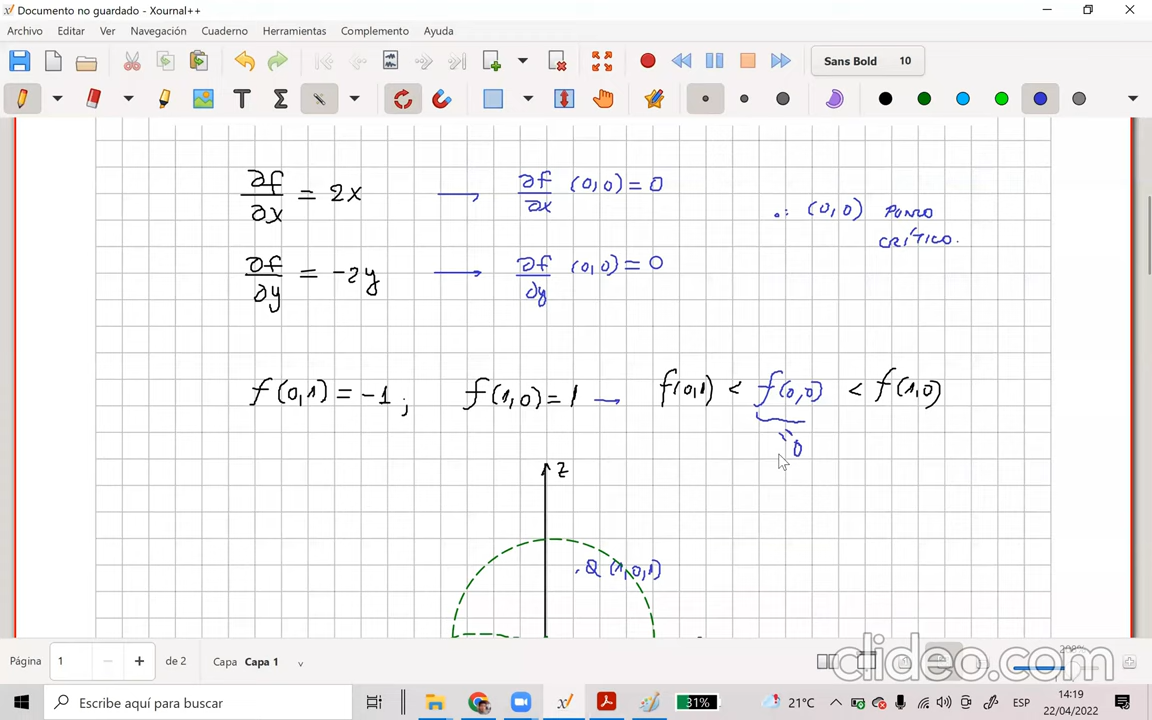 Documento no guardado - Xournal++
Archivo Editar Ver Navegación Cuaderno Herramientas Complemento Ayuda
Sans Bold 10
∂f/∂x = 2x → ∂f/∂x (0,0) = 0
∴ (0,0) PUNTO
CRÍTICO.
∂f/∂y = -2y → ∂f/∂y (0,0) = 0
f(0,1) = -1; f(1,0) = 1 → f(0,1) < f(0,0) < f(1,0)
0
z
Q (1,0,1)
Página 1 de 2 Capa Capa 1
clideo.com
Escribe aquí para buscar
31% 21°C ESP 14:19
22/04/2022